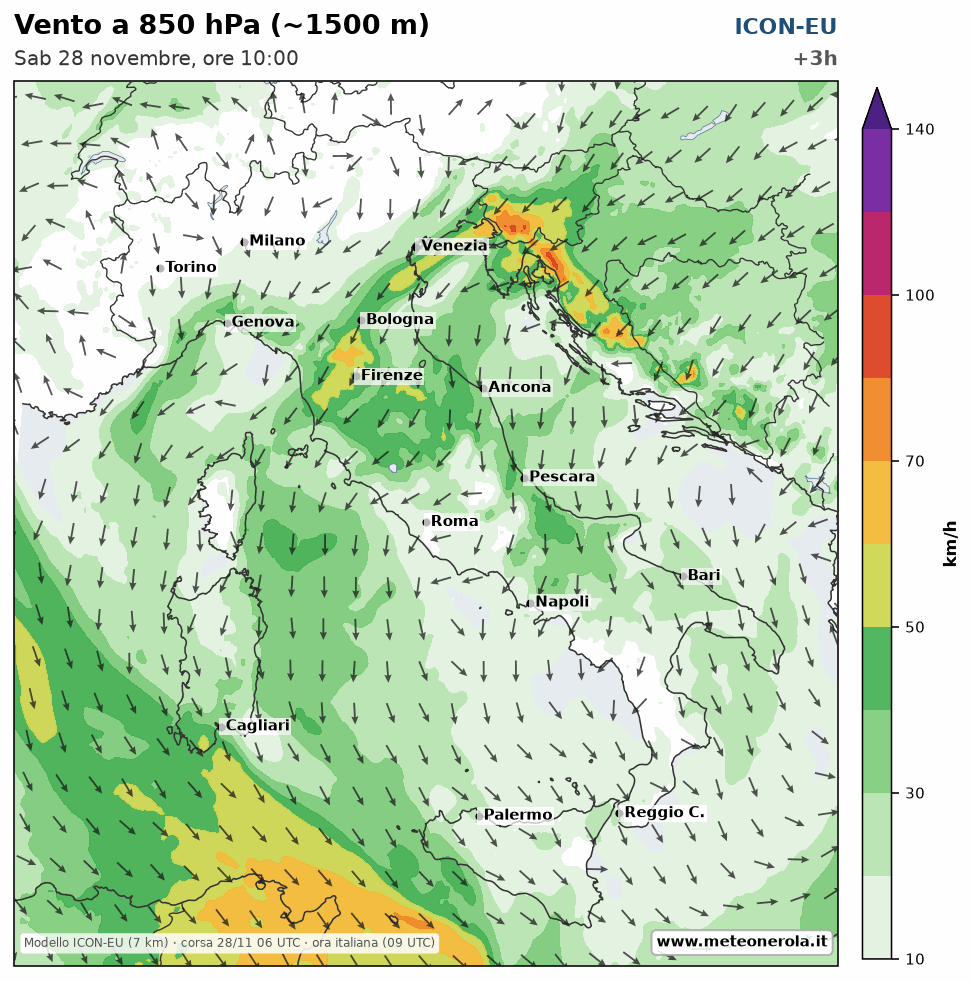 Vento a 850 hPa (~1500 m)
ICON-EU
Sab 28 novembre, ore 10:00
+3h
140
100
70
50
30
10
km/h
Milano
Venezia
Torino
Genova
Bologna
Firenze
Ancona
Pescara
Roma
Bari
Napoli
Cagliari
Palermo
Reggio C.
Modello ICON-EU (7 km) · corsa 28/11 06 UTC · ora italiana (09 UTC)
www.meteonerola.it